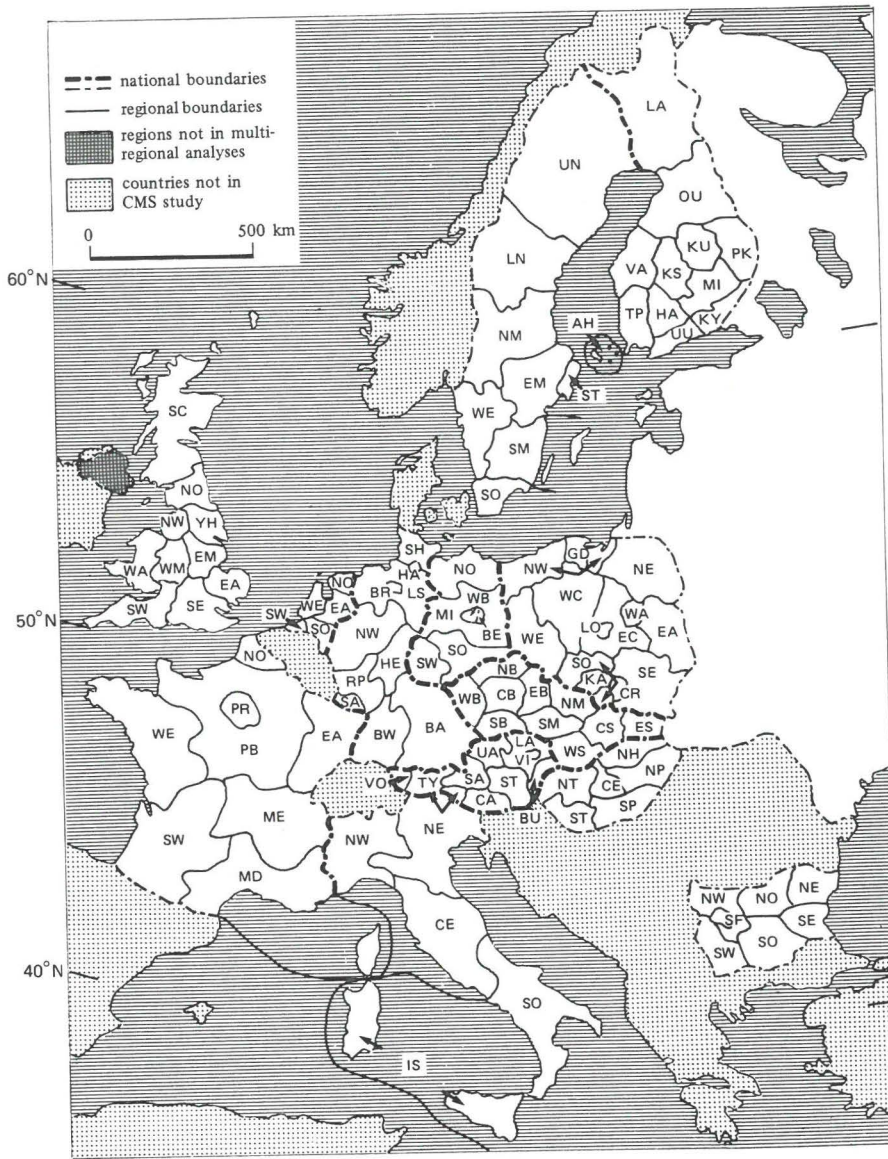 national boundaries
regional boundaries
regions not in multi-
regional analyses
countries not in
CMS study
0 500 km
60°N
50°N
40°N
LA
UN
OU
LN
VA
KS
KU
PK
MI
NM
TP
HA
KY
UU
AH
EM
ST
WE
SM
SO
SC
NO
NW
YH
WA
WM
EM
EA
SW
SE
SW
WE
NO
EA
SO
SH
HA
BR
LS
NW
HE
RP
SA
BW
BA
NO
WB
MI
BE
SO
SW
GD
NW
NE
WC
WA
LO
EC
EA
WE
SO
KA
SE
CR
NB
WB
CB
EB
NM
SB
SM
CS
ES
WS
NO
PR
WE
PB
EA
ME
SW
MD
LA
UA
VI
VO
TY
SA
ST
CA
BU
NH
NT
CE
NP
SP
ST
NW
NE
CE
SO
IS
NW
NO
NE
SF
SE
SW
SO